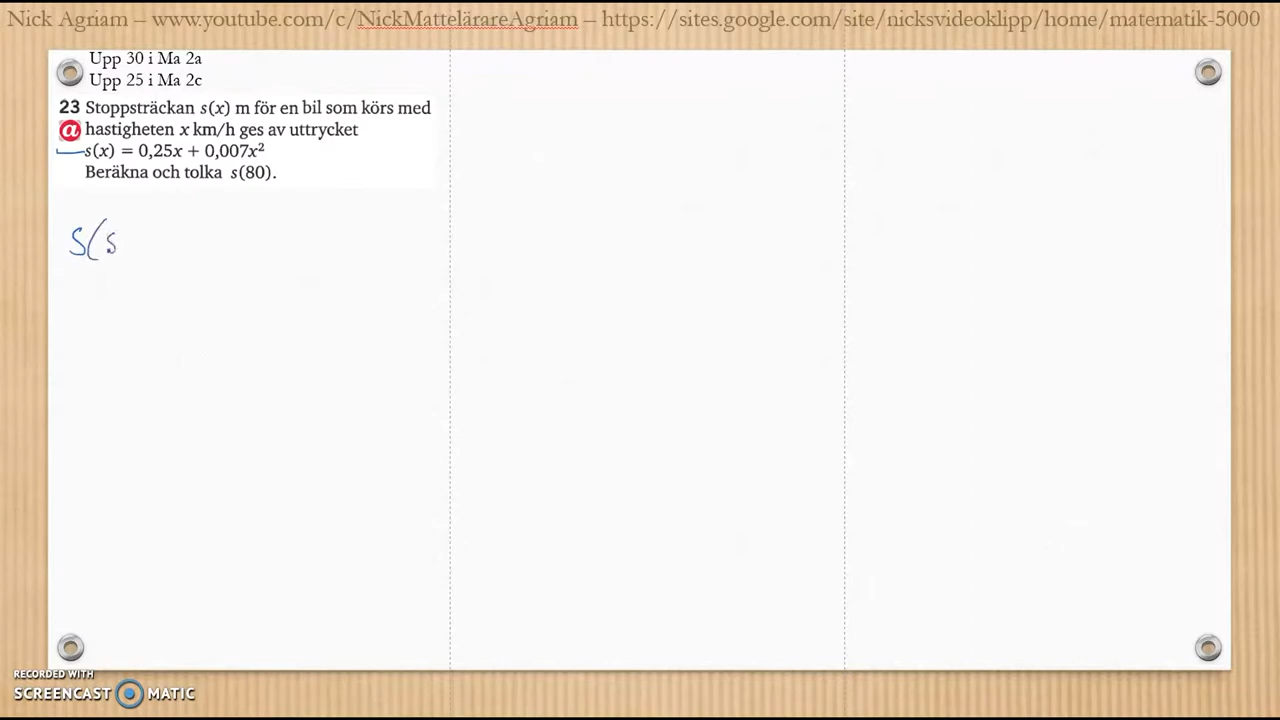 Nick Agriam – www.youtube.com/c/NickMattelärareAgriam – https://sites.google.com/site/nicksvideoklipp/home/matematik-5000
Upp 30 i Ma 2a
Upp 25 i Ma 2c
23 Stoppsträckan s(x) m för en bil som körs med
a hastigheten x km/h ges av uttrycket
s(x) = 0,25x + 0,007x²
Beräkna och tolka s(80).
S(s
RECORDED WITH
SCREENCAST MATIC